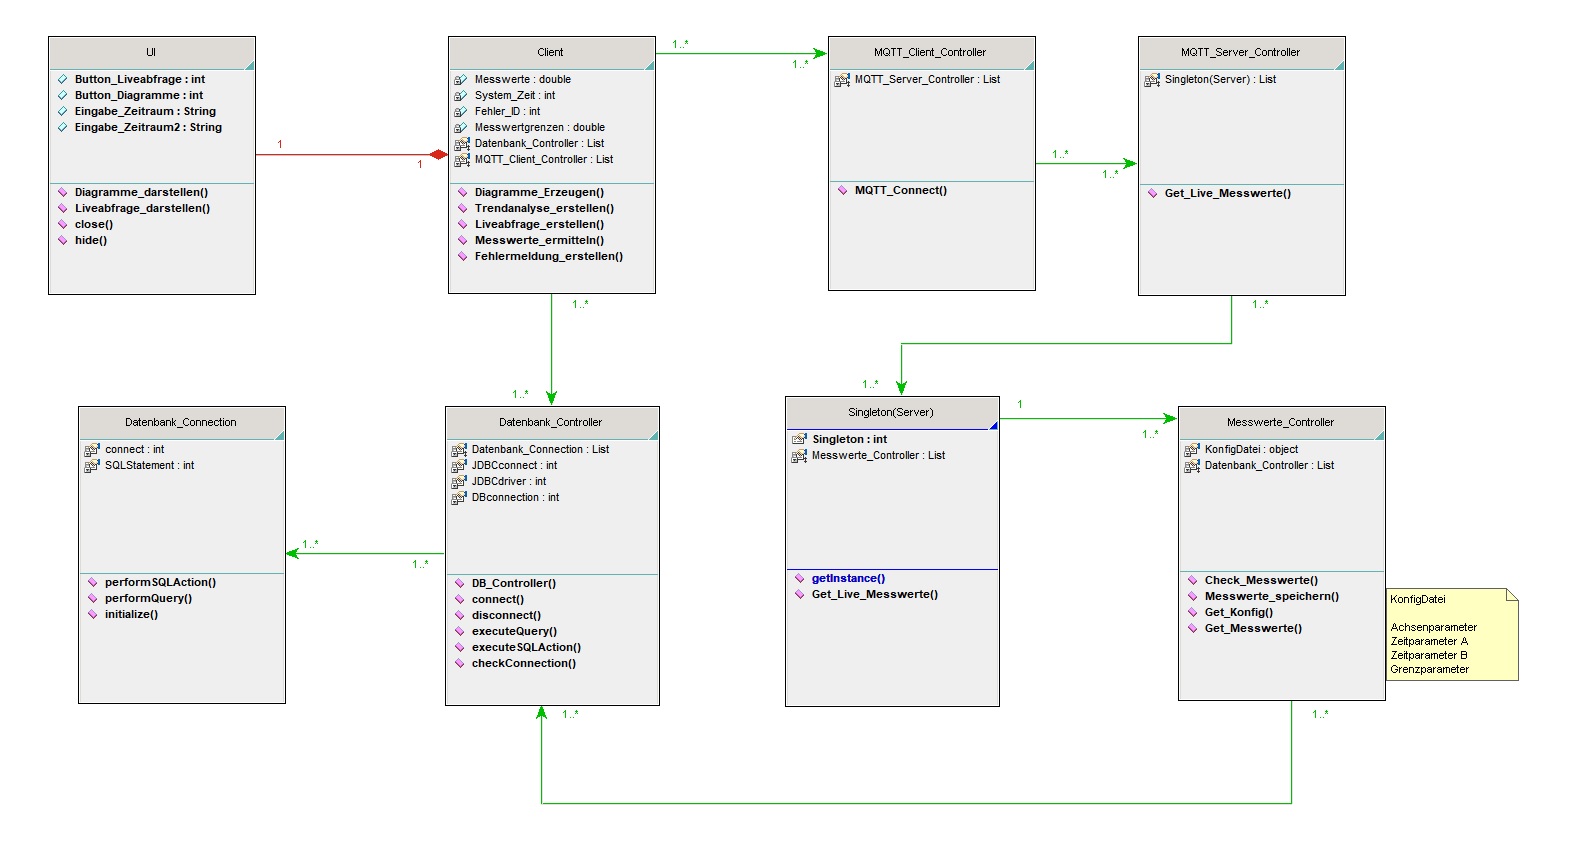 UI
Button_Liveabfrage : int
Button_Diagramme : int
Eingabe_Zeitraum : String
Eingabe_Zeitraum2 : String
Diagramme_darstellen()
Liveabfrage_darstellen()
close()
hide()
1
1
Client
Messwerte : double
System_Zeit : int
Fehler_ID : int
Messwertgrenzen : double
Datenbank_Controller : List
MQTT_Client_Controller : List
Diagramme_Erzeugen()
Trendanalyse_erstellen()
Liveabfrage_erstellen()
Messwerte_ermitteln()
Fehlermeldung_erstellen()
1..*
1..*
MQTT_Client_Controller
MQTT_Server_Controller : List
MQTT_Connect()
1..*
1..*
MQTT_Server_Controller
Singleton(Server) : List
Get_Live_Messwerte()
1..*
1..*
1..*
1..*
Datenbank_Connection
connect : int
SQLStatement : int
performSQLAction()
performQuery()
initialize()
1..*
1..*
Datenbank_Controller
Datenbank_Connection : List
JDBCconnect : int
JDBCdriver : int
DBconnection : int
DB_Controller()
connect()
disconnect()
executeQuery()
executeSQLAction()
checkConnection()
Singleton(Server)
Singleton : int
Messwerte_Controller : List
getInstance()
Get_Live_Messwerte()
1
1..*
Messwerte_Controller
KonfigDatei : object
Datenbank_Controller : List
Check_Messwerte()
Messwerte_speichern()
Get_Konfig()
Get_Messwerte()
KonfigDatei
Achsenparameter
Zeitparameter A
Zeitparameter B
Grenzparameter
1..*
1..*